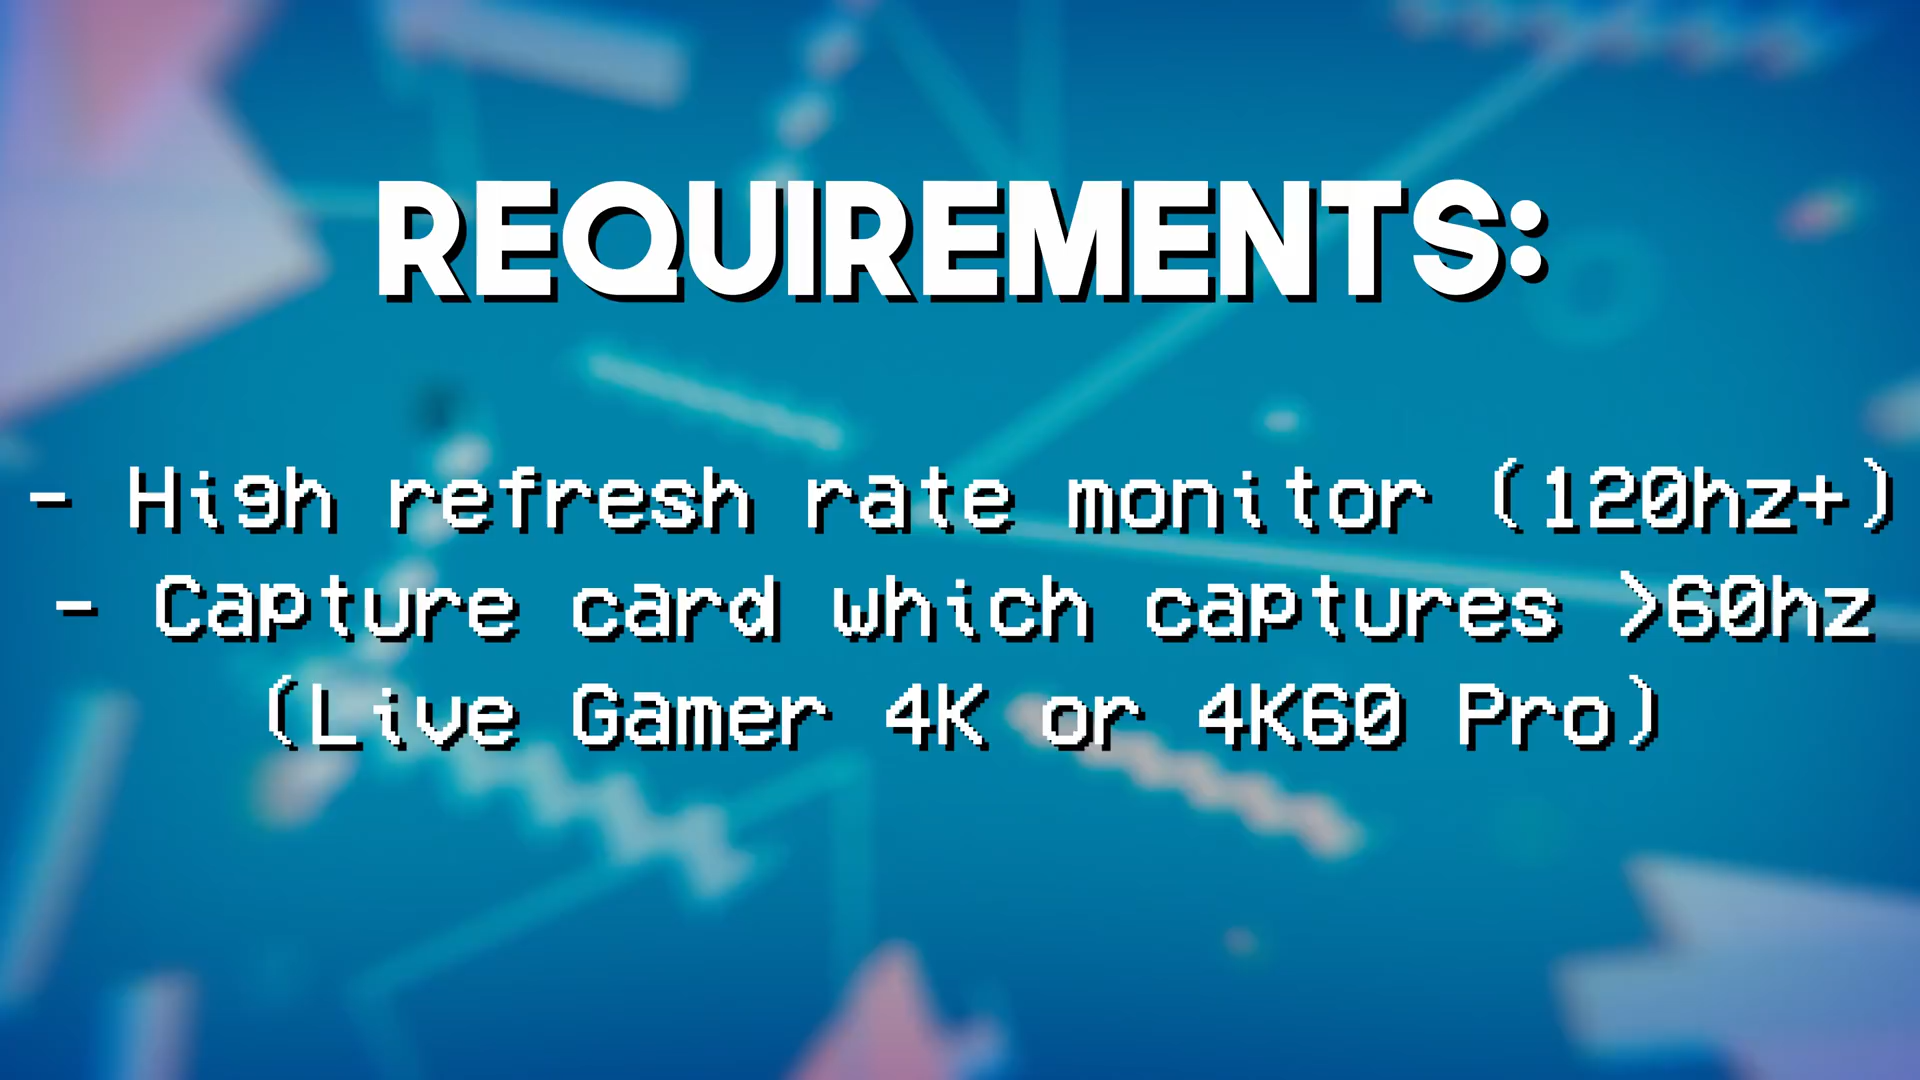 REQUIREMENTS:
- High refresh rate monitor (120hz+)
- Capture card which captures >60hz
(Live Gamer 4K or 4K60 Pro)